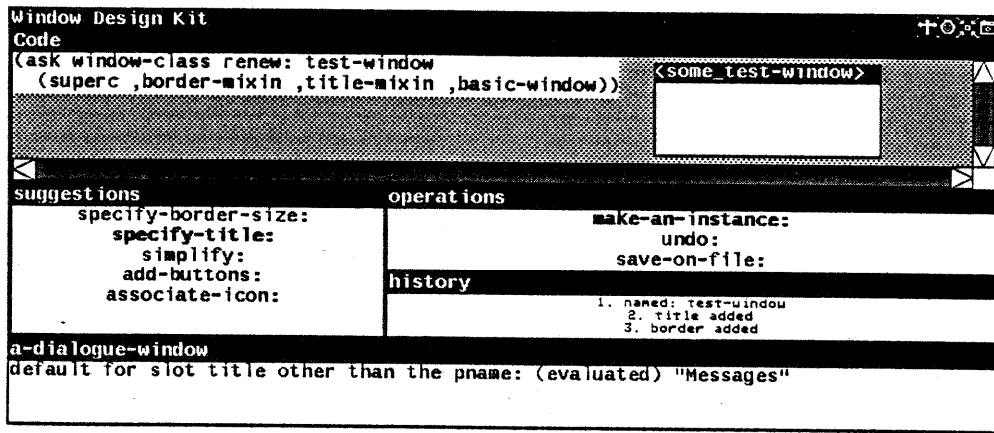 Window Design Kit
Code
(ask window-class renew: test-window
(superc ,border-mixin ,title-mixin ,basic-window))
<some_test-window>
suggestions
specify-border-size:
specify-title:
simplify:
add-buttons:
associate-icon:
operations
make-an-instance:
undo:
save-on-file:
history
1. named: test-window
2. title added
3. border added
a-dialogue-window
default for slot title other than the pname: (evaluated) "Messages"